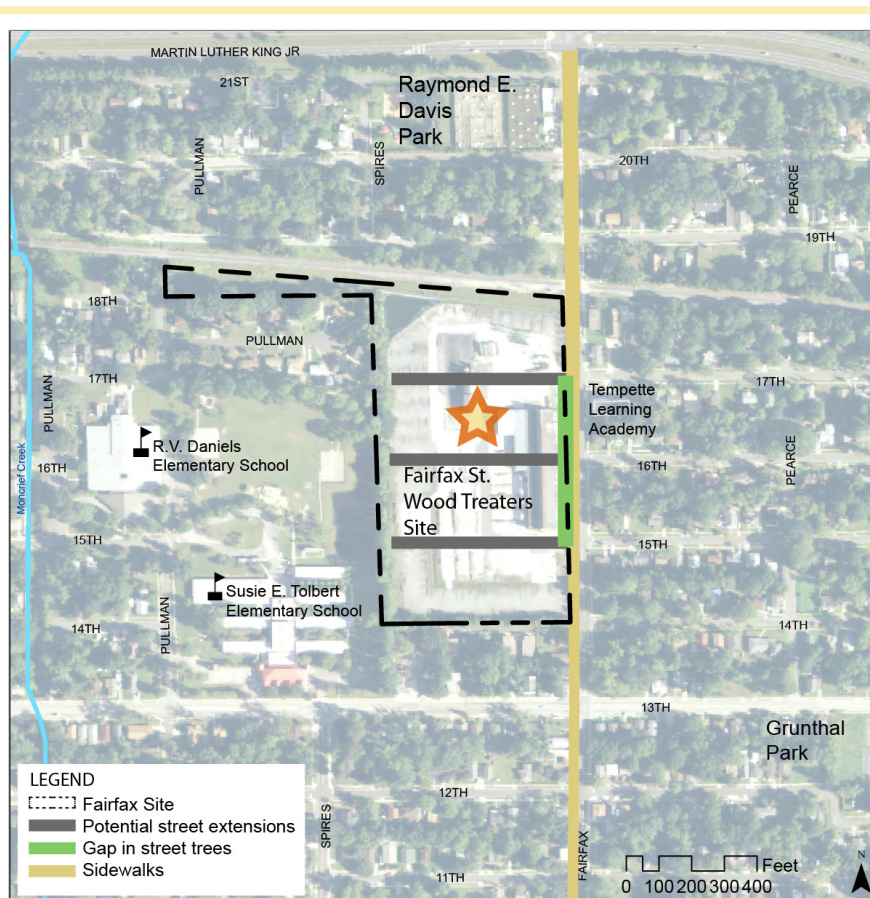 MARTIN LUTHER KING JR
21ST
Raymond E.
Davis
Park
PULLMAN
SPIRES
20TH
PEARCE
19TH
18TH
PULLMAN
17TH
PULLMAN
Tempette
Learning
Academy
17TH
R.V. Daniels
Elementary School
16TH
Moncrief Creek
Fairfax St.
Wood Treaters
Site
16TH
PEARCE
15TH
15TH
Susie E. Tolbert
Elementary School
PULLMAN
14TH
14TH
13TH
Grunthal
Park
LEGEND
Fairfax Site
Potential street extensions
Gap in street trees
Sidewalks
SPIRES
12TH
11TH
FAIRFAX
Feet
0 100 200 300 400
N